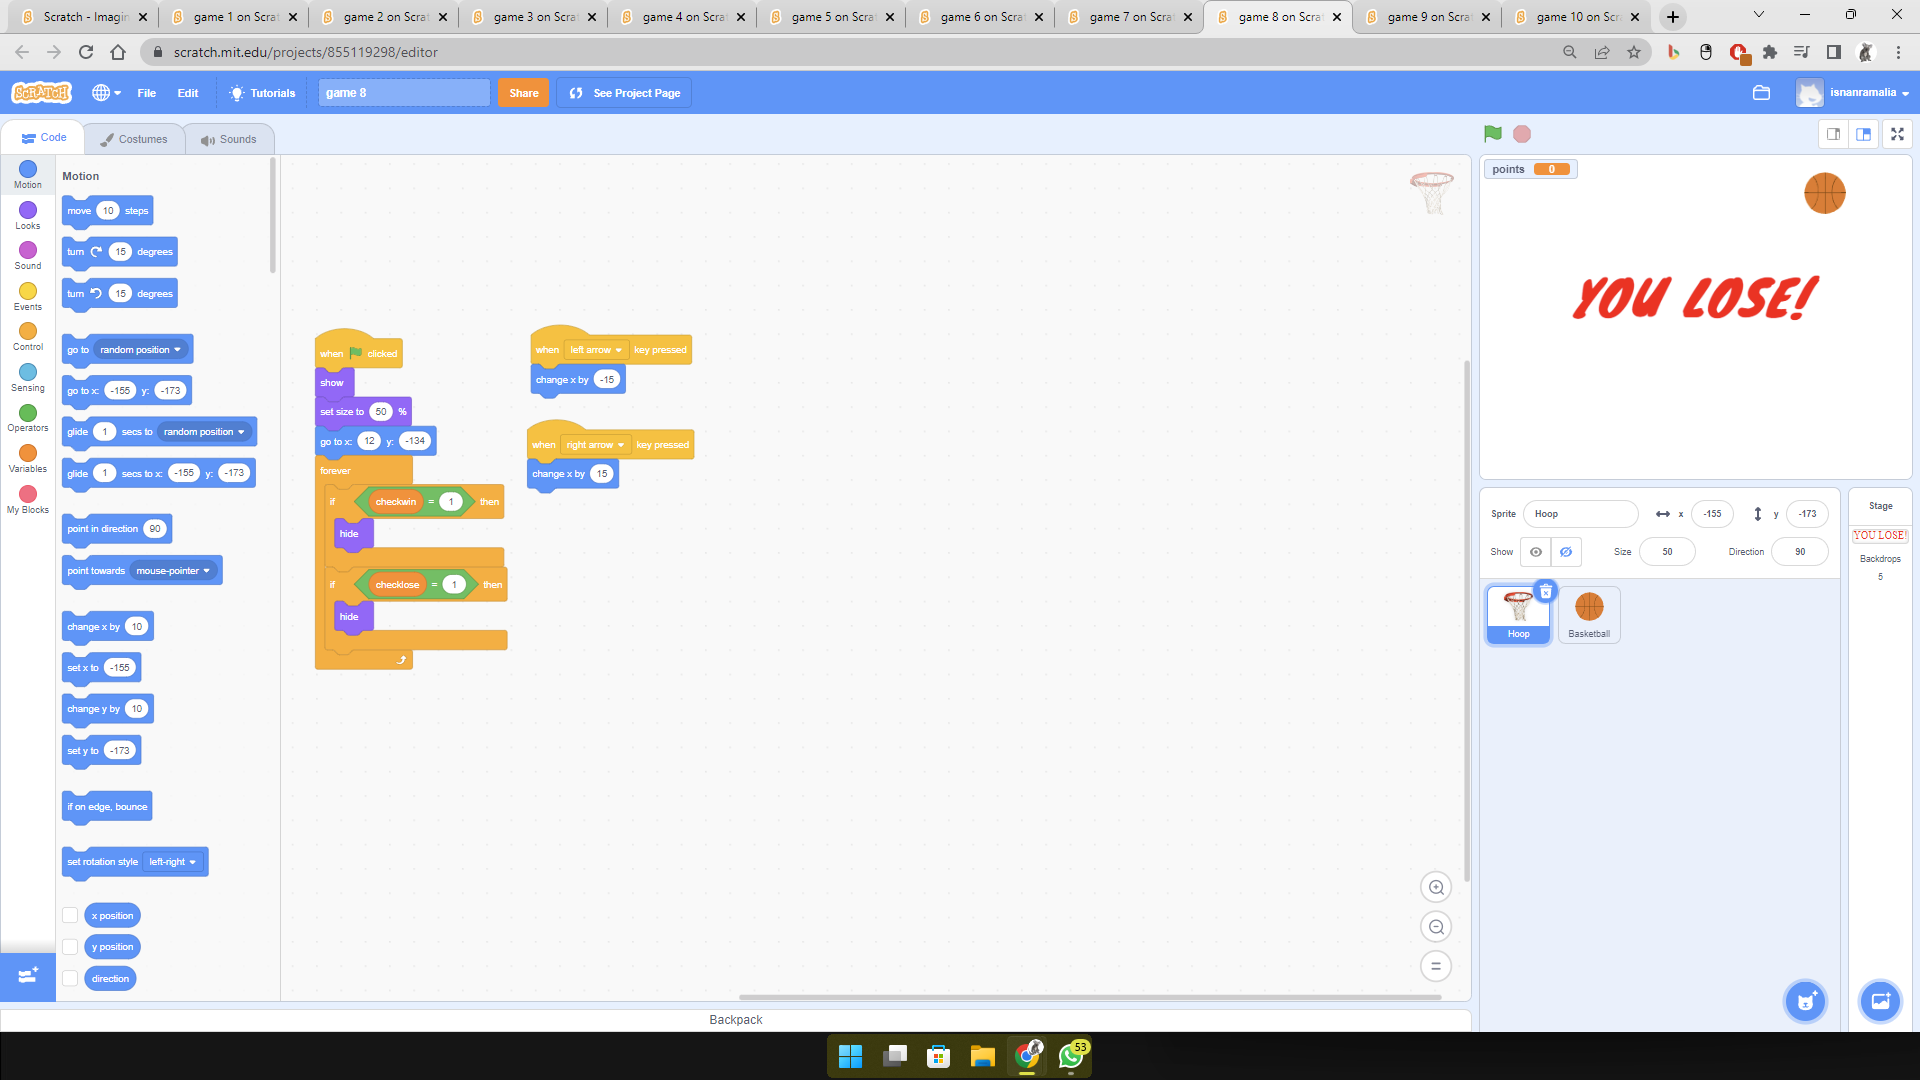 Scratch - Imagin
game 1 on Scra
game 2 on Scrat
game 3 on Scrat
game 4 on Scrat
game 5 on Scrat
game 6 on Scrat
game 7 on Scrat
game 8 on Scrat
game 9 on Scrat
game 10 on Scr
scratch.mit.edu/projects/855119298/editor
SCRATCH
File
Edit
Tutorials
game 8
Share
See Project Page
isnanramalia
Code
Costumes
Sounds
Motion
Looks
Sound
Events
Control
Sensing
Operators
Variables
My Blocks
Motion
move 10 steps
turn 15 degrees
turn 15 degrees
go to random position
go to x: -155 y: -173
glide 1 secs to random position
glide 1 secs to x: -155 y: -173
point in direction 90
point towards mouse-pointer
change x by 10
set x to -155
change y by 10
set y to -173
if on edge, bounce
set rotation style left-right
x position
y position
direction
when clicked
show
set size to 50 %
go to x: 12 y: -134
forever
if checkwin = 1 then
hide
if checklose = 1 then
hide
when left arrow key pressed
change x by -15
when right arrow key pressed
change x by 15
points 0
YOU LOSE!
Sprite Hoop x -155 y -173
Show Size 50 Direction 90
Hoop
Basketball
Stage
YOU LOSE!
Backdrops
5
Backpack
53